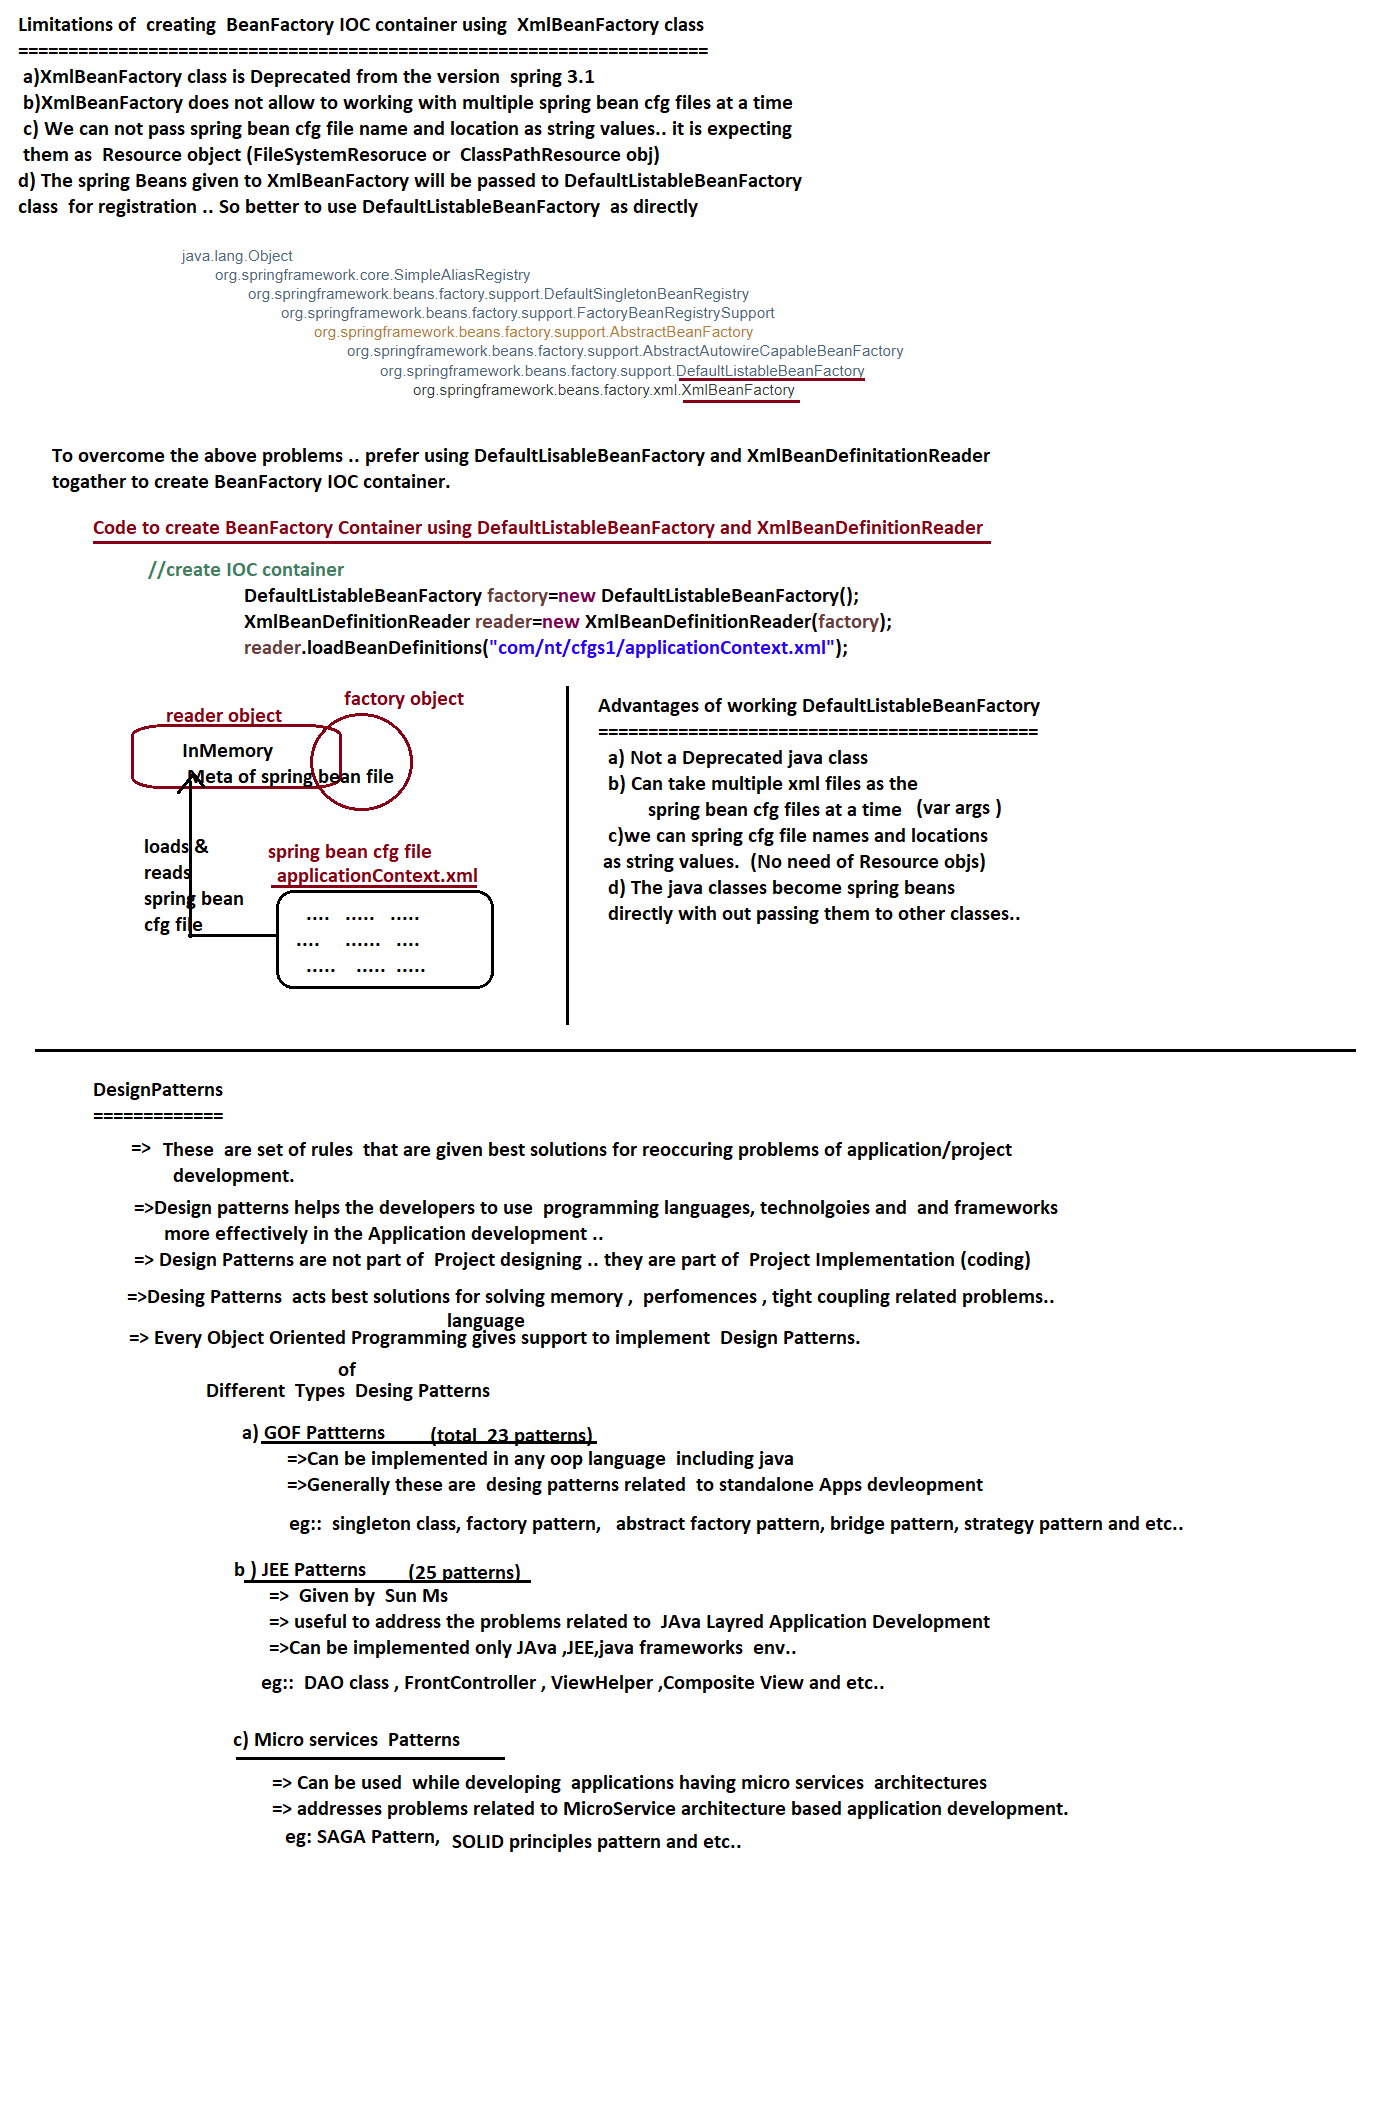 Limitations of  creating  BeanFactory IOC container using  XmlBeanFactory class
=====================================================================
a)XmlBeanFactory class is Deprecated from the version  spring 3.1
b)XmlBeanFactory does not allow to working with multiple spring bean cfg files at a time
c) We can not pass spring bean cfg file name and location as string values.. it is expecting
them as  Resource object (FileSystemResoruce or  ClassPathResource obj)
d) The spring Beans given to XmlBeanFactory will be passed to DefaultListableBeanFactory
class  for registration .. So better to use DefaultListableBeanFactory  as directly
java.lang.Object
org.springframework.core.SimpleAliasRegistry
org.springframework.beans.factory.support.DefaultSingletonBeanRegistry
org.springframework.beans.factory.support.FactoryBeanRegistrySupport
org.springframework.beans.factory.support.AbstractBeanFactory
org.springframework.beans.factory.support.AbstractAutowireCapableBeanFactory
org.springframework.beans.factory.support.DefaultListableBeanFactory
org.springframework.beans.factory.xml.XmlBeanFactory
To overcome the above problems .. prefer using DefaultLisableBeanFactory and XmlBeanDefinitationReader
togather to create BeanFactory IOC container.
Code to create BeanFactory Container using DefaultListableBeanFactory and XmlBeanDefinitionReader
//create IOC container
DefaultListableBeanFactory factory=new DefaultListableBeanFactory();
XmlBeanDefinitionReader reader=new XmlBeanDefinitionReader(factory);
reader.loadBeanDefinitions("com/nt/cfgs1/applicationContext.xml");
factory object
reader object
InMemory
Meta of spring bean file
loads &
reads
spring bean
cfg file
spring bean cfg file
applicationContext.xml
....   .....   .....
....     ......   ....
.....    .....  .....
Advantages of working DefaultListableBeanFactory
============================================
a) Not a Deprecated java class
b) Can take multiple xml files as the
spring bean cfg files at a time   (var args )
c)we can spring cfg file names and locations
as string values.  (No need of Resource objs)
d) The java classes become spring beans
directly with out passing them to other classes..
DesignPatterns
=============
=>  These  are set of rules  that are given best solutions for reoccuring problems of application/project
development.
=>Design patterns helps the developers to use  programming languages, technolgoies and  and frameworks
more effectively in the Application development ..
=> Design Patterns are not part of  Project designing .. they are part of  Project Implementation (coding)
=>Desing Patterns  acts best solutions for solving memory ,  perfomences , tight coupling related problems..
language
=> Every Object Oriented Programming gives support to implement  Design Patterns.
of
Different  Types  Desing Patterns
a) GOF Pattterns         (total  23 patterns)
=>Can be implemented in any oop language  including java
=>Generally these are  desing patterns related  to standalone Apps devleopment
eg::  singleton class, factory pattern,   abstract factory pattern, bridge pattern, strategy pattern and etc..
b ) JEE Patterns        (25 patterns)
=>  Given by  Sun Ms
=> useful to address the problems related to  JAva Layred Application Development
=>Can be implemented only JAva ,JEE,java frameworks  env..
eg::  DAO class , FrontController , ViewHelper ,Composite View and etc..
c) Micro services  Patterns
=> Can be used  while developing  applications having micro services  architectures
=> addresses problems related to MicroService architecture based application development.
eg: SAGA Pattern,  SOLID principles pattern and etc..